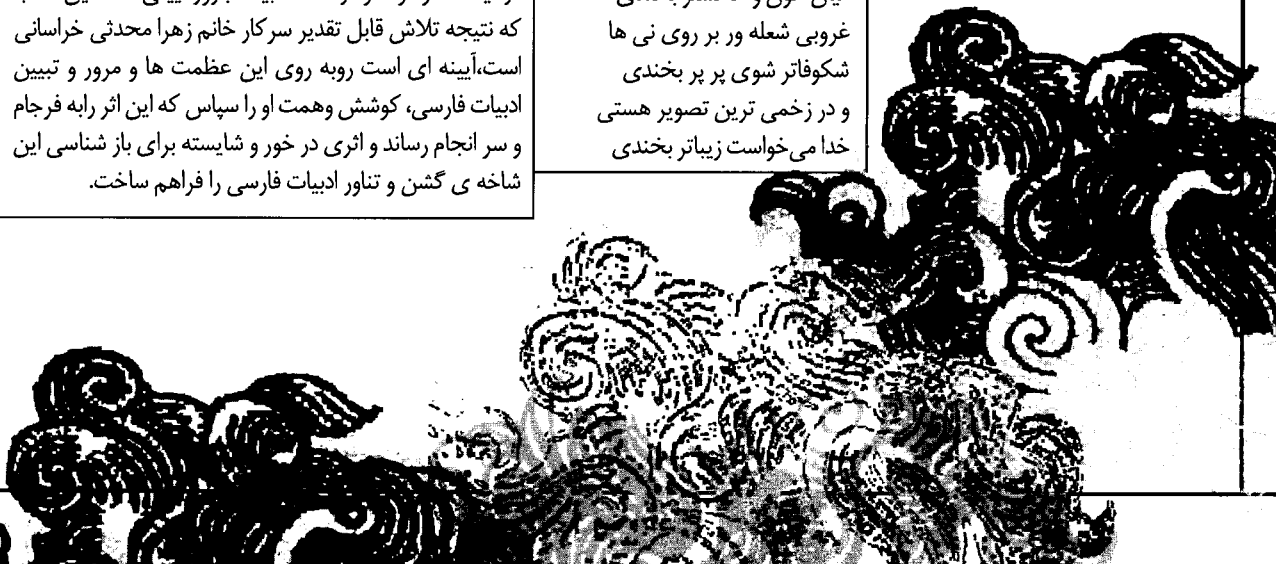 غروبی شعله ور بر روی نی ها
شکوفاتر شوی پر پر بخندی
و در زخمی ترین تصویر هستی
خدا می‌خواست زیباتر بخندی
که نتیجه تلاش قابل تقدیر سرکار خانم زهرا محدثی خراسانی
است،آیینه ای است روبه روی این عظمت ها و مرور و تبیین
ادبیات فارسی، کوشش وهمت او را سپاس که این اثر رابه فرجام
و سر انجام رساند و اثری در خور و شایسته برای باز شناسی این
شاخه ی گشن و تناور ادبیات فارسی را فراهم ساخت.